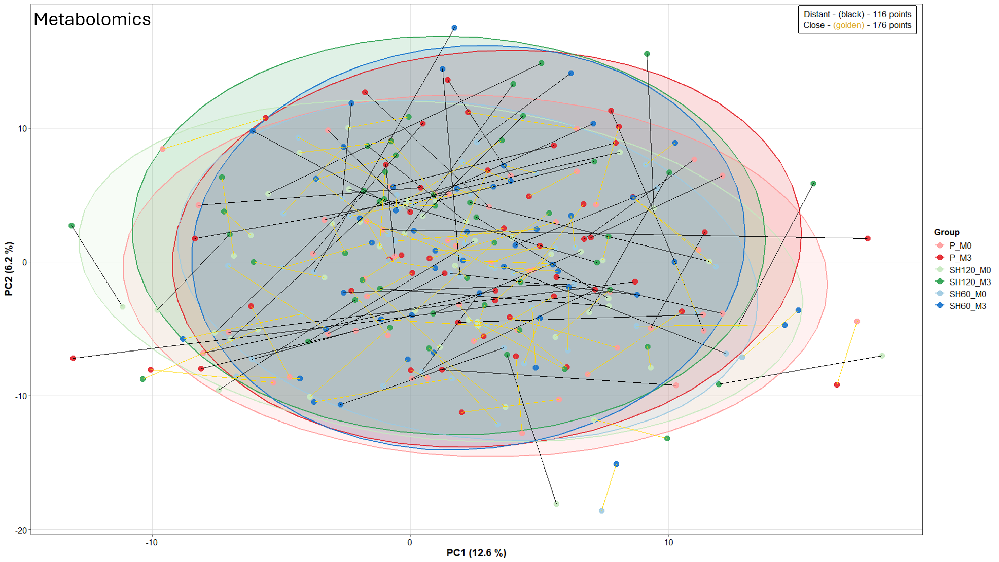 Metabolomics
Distant - (black) - 116 points
Close - (golden) - 176 points
10
0
-10
-20
PC2 (6.2 %)
-10
0
10
PC1 (12.6 %)
Group
P_M0
P_M3
SH120_M0
SH120_M3
SH60_M0
SH60_M3